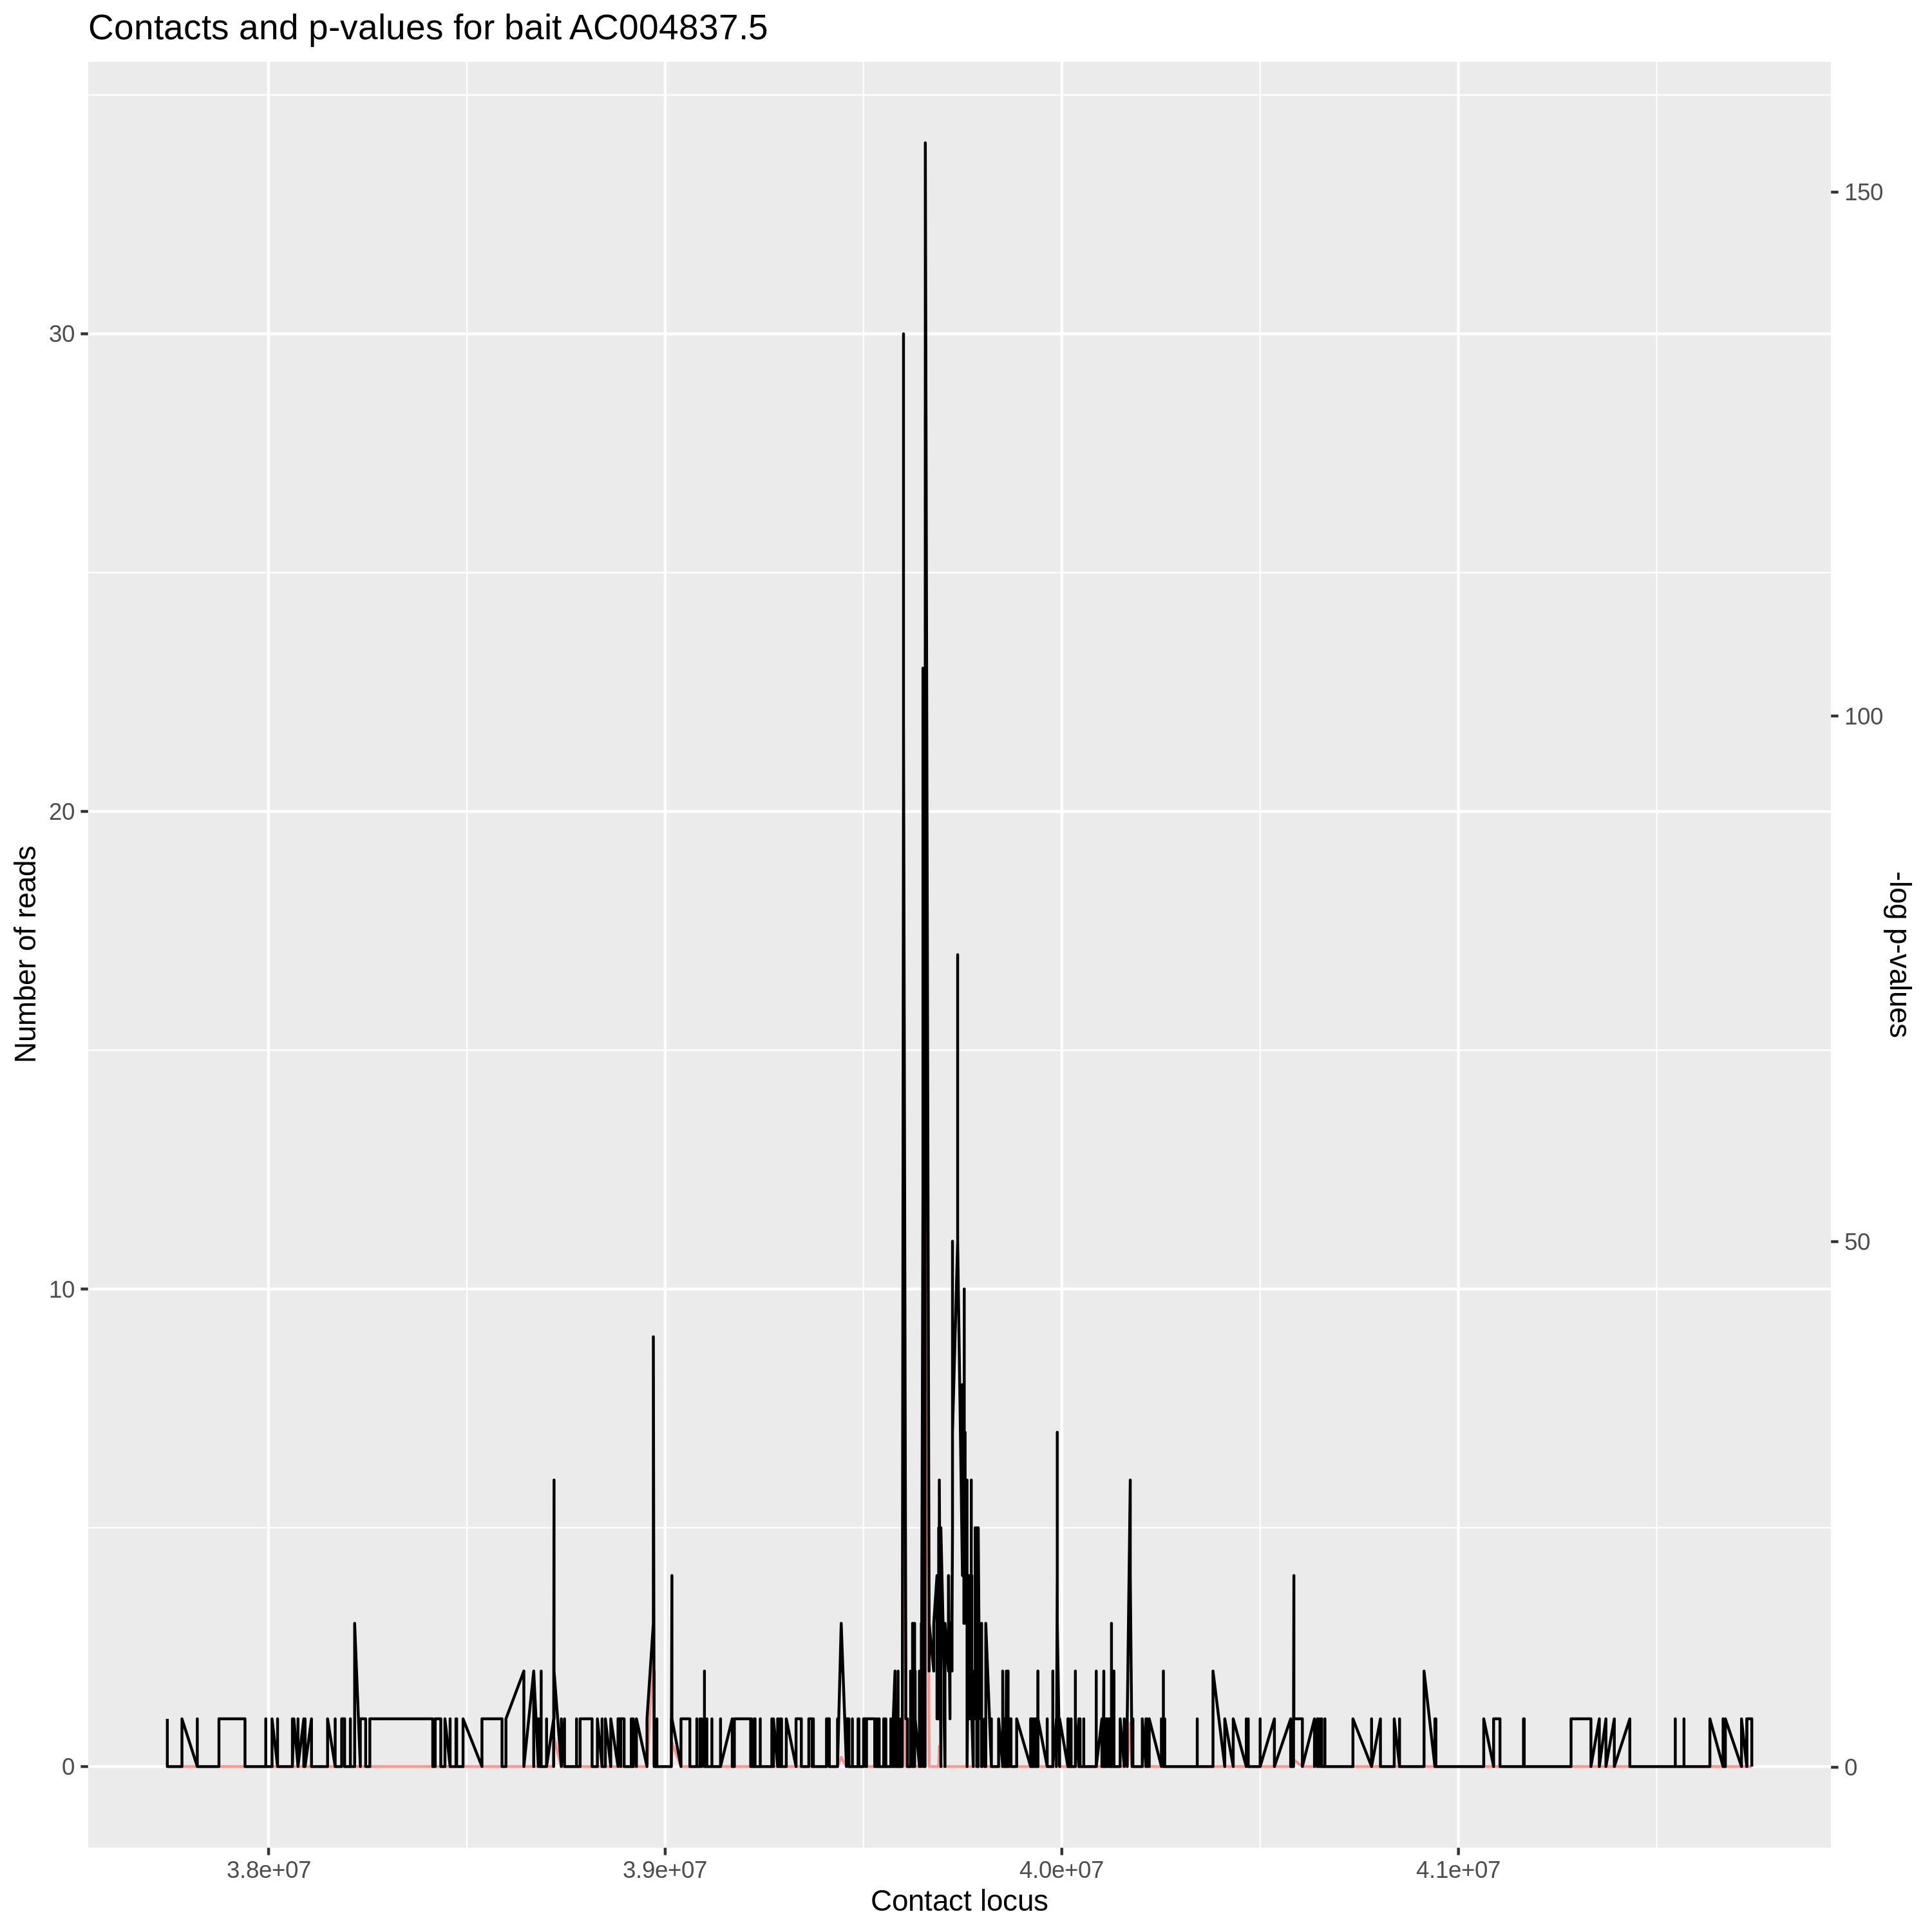 Contacts and p-values for bait AC004837.5
30
20
10
0
Number of reads
150
100
50
0
-log p-values
3.8e+07
3.9e+07
4.0e+07
4.1e+07
Contact locus